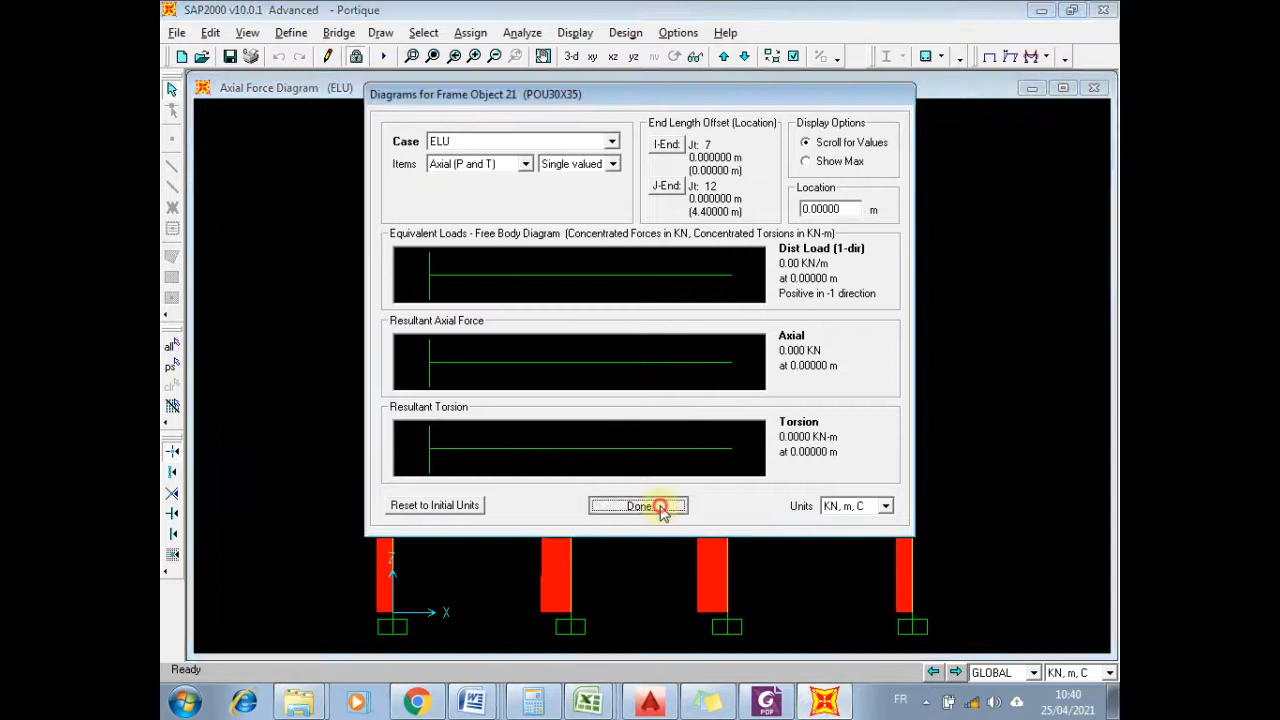 SAP2000 v10.0.1 Advanced - Portique
File Edit View Define Bridge Draw Select Assign Analyze Display Design Options Help
3-d xy xz yz nv
Axial Force Diagram (ELU)
Diagrams for Frame Object 21 (POU30X35)
Case ELU
Items Axial (P and T) Single valued
End Length Offset (Location)
I-End: Jt: 7
0.000000 m
(0.00000 m)
J-End: Jt: 12
0.000000 m
(4.40000 m)
Display Options
Scroll for Values
Show Max
Location
0.00000 m
Equivalent Loads - Free Body Diagram (Concentrated Forces in KN, Concentrated Torsions in KN-m)
Dist Load (1-dir)
0.00 KN/m
at 0.00000 m
Positive in -1 direction
Resultant Axial Force
Axial
0.000 KN
at 0.00000 m
Resultant Torsion
Torsion
0.0000 KN-m
at 0.00000 m
Reset to Initial Units Done Units KN, m, C
all
ps
clr
Z
X
Ready GLOBAL KN, m, C
FR 10:40
25/04/2021